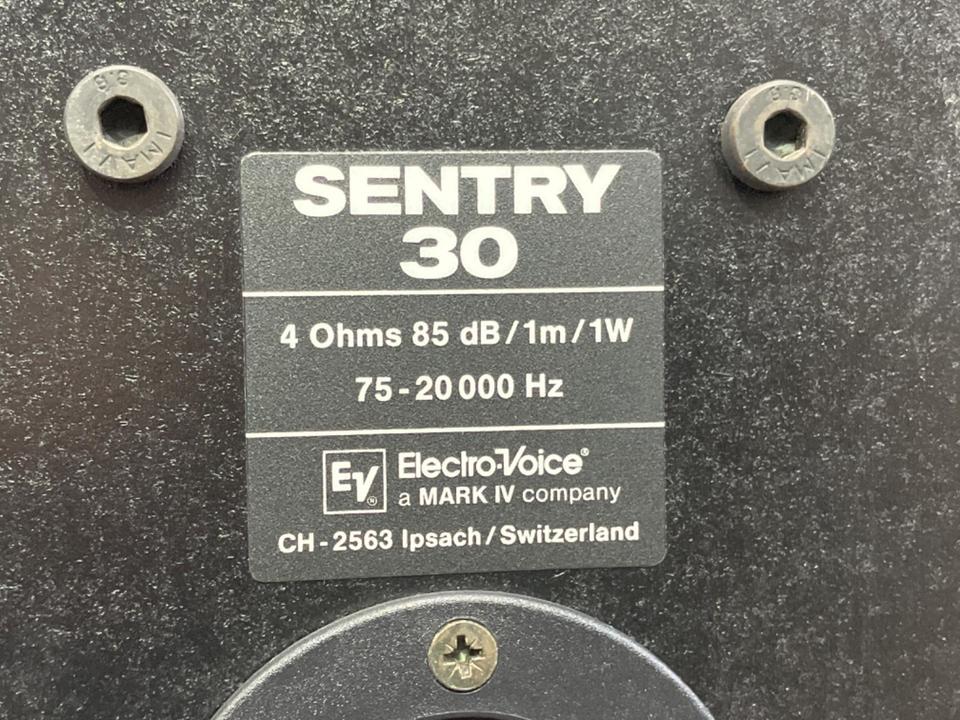 SENTRY
30
4 Ohms 85 dB/1m/1W
75-20 000 Hz
EV Electro-Voice®
a MARK IV company
CH-2563 Ipsach/Switzerland